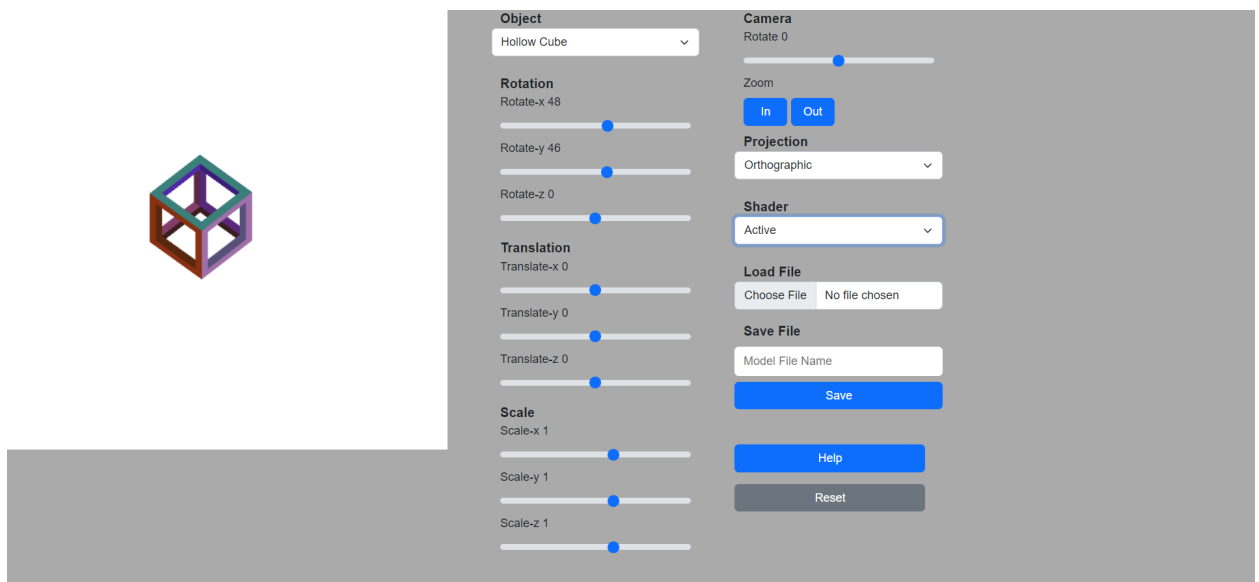 Object
Hollow Cube
Rotation
Rotate-x 48
Rotate-y 46
Rotate-z 0
Translation
Translate-x 0
Translate-y 0
Translate-z 0
Scale
Scale-x 1
Scale-y 1
Scale-z 1
Camera
Rotate 0
Zoom
In Out
Projection
Orthographic
Shader
Active
Load File
Choose File No file chosen
Save File
Model File Name
Save
Help
Reset